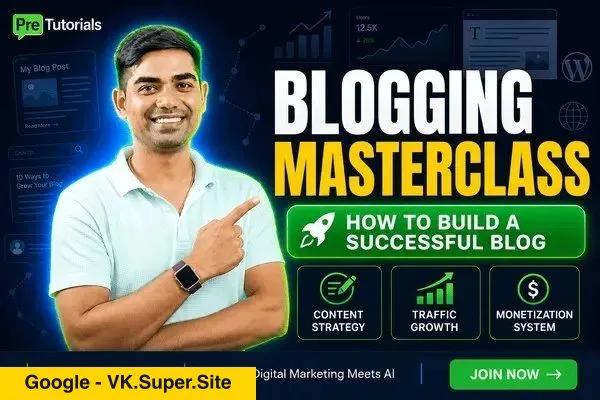 Pre Tutorials
My Blog Post
Read More
10 Ways to
Grow Your Blog
Users
12.5K
T
BLOGGING
MASTERCLASS
HOW TO BUILD A
SUCCESSFUL BLOG
CONTENT
STRATEGY
TRAFFIC
GROWTH
$
MONETIZATION
SYSTEM
Google - VK.Super.Site
Digital Marketing Meets AI
JOIN NOW →